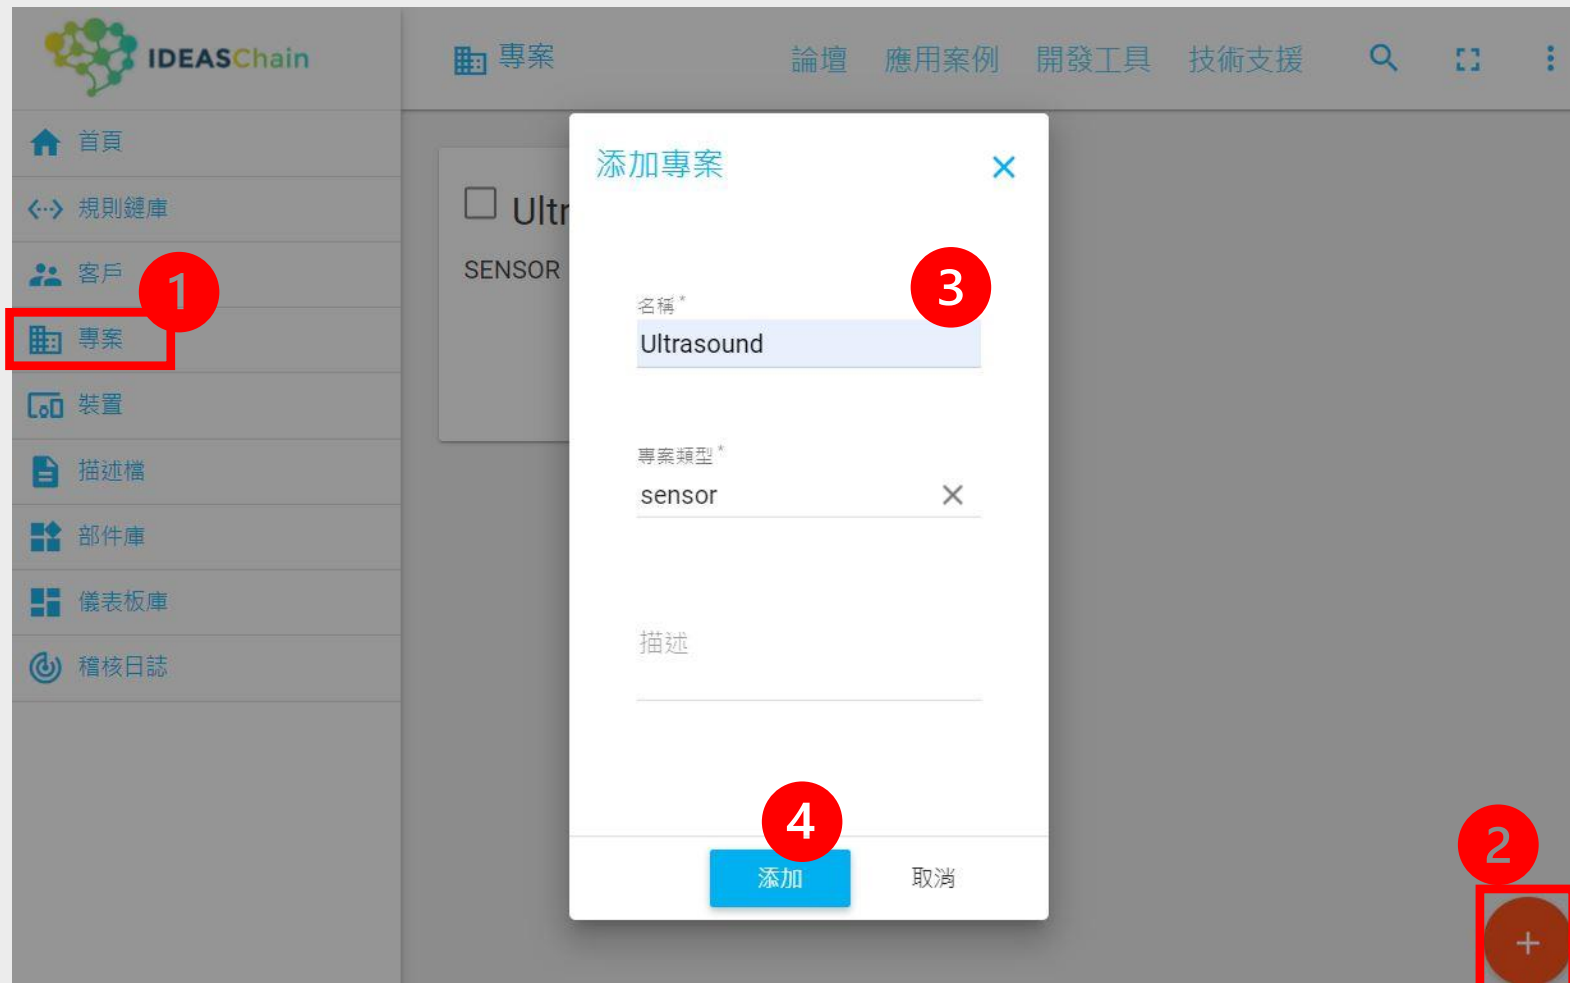 IDEASChain
專案
論壇 應用案例 開發工具 技術支援
首頁
規則鏈庫
客戶
1
專案
裝置
描述檔
部件庫
儀表板庫
稽核日誌
Ultr
SENSOR
添加專案
3
名稱 *
Ultrasound
專案類型 *
sensor
描述
4
添加 取消
2